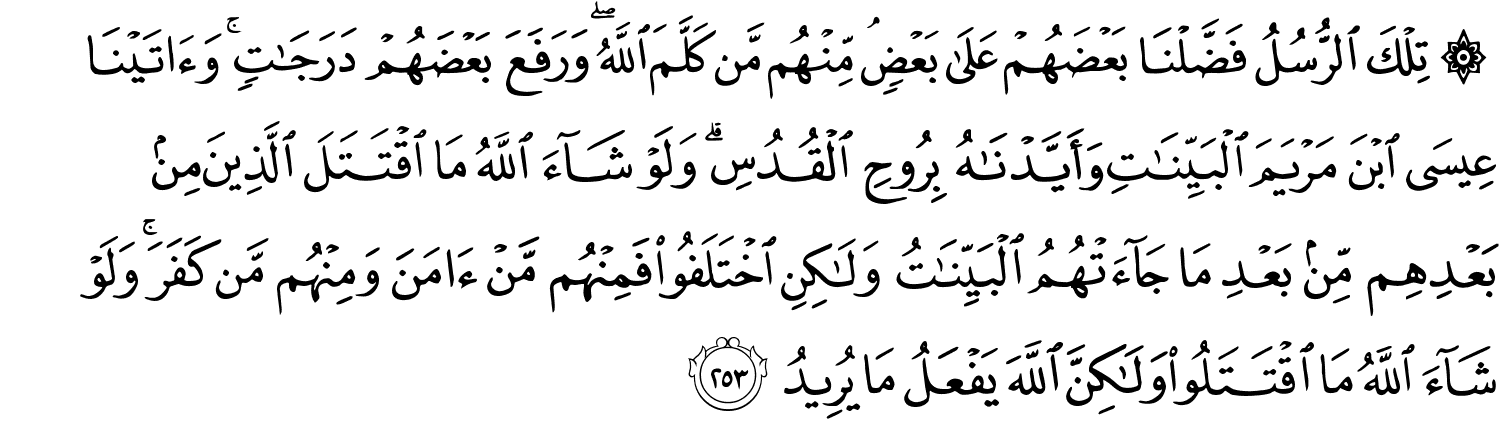 ۞ تِلْكَ ٱلرُّسُلُ فَضَّلْنَا بَعْضَهُمْ عَلَىٰ بَعْضٍۢ مِّنْهُم مَّن كَلَّمَ ٱللَّهُ ۖ وَرَفَعَ بَعْضَهُمْ دَرَجَـٰتٍۢ ۚ وَءَاتَيْنَا
عِيسَى ٱبْنَ مَرْيَمَ ٱلْبَيِّنَـٰتِ وَأَيَّدْنَـٰهُ بِرُوحِ ٱلْقُدُسِ ۗ وَلَوْ شَآءَ ٱللَّهُ مَا ٱقْتَتَلَ ٱلَّذِينَ مِنۢ
بَعْدِهِم مِّنۢ بَعْدِ مَا جَآءَتْهُمُ ٱلْبَيِّنَـٰتُ وَلَـٰكِنِ ٱخْتَلَفُوا۟ فَمِنْهُم مَّنْ ءَامَنَ وَمِنْهُم مَّن كَفَرَ ۚ وَلَوْ
شَآءَ ٱللَّهُ مَا ٱقْتَتَلُوا۟ وَلَـٰكِنَّ ٱللَّهَ يَفْعَلُ مَا يُرِيدُ ٢٥٣